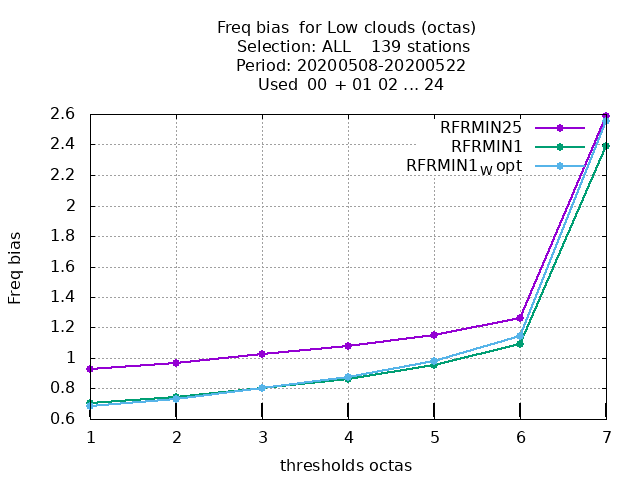 Freq bias  for Low clouds (octas)
Selection: ALL    139 stations
Period: 20200508-20200522
Used  00 + 01 02 ... 24
RFRMIN25
RFRMIN1
RFRMIN1W opt
2.6
2.4
2.2
2
1.8
1.6
1.4
1.2
1
0.8
0.6
Freq bias
1 2 3 4 5 6 7
thresholds octas